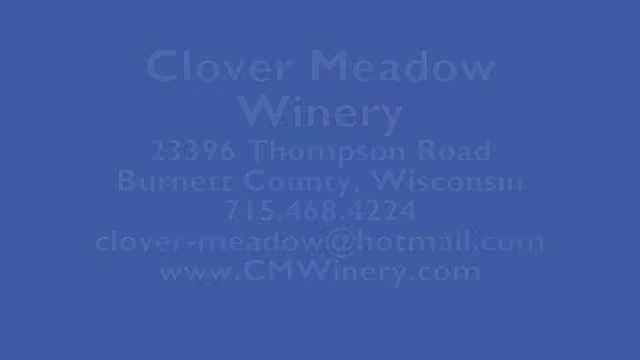 Clover Meadow
Winery
23396 Thompson Road
Burnett County, Wisconsin
715.468.4224
clover-meadow@hotmail.com
www.CMWinery.com